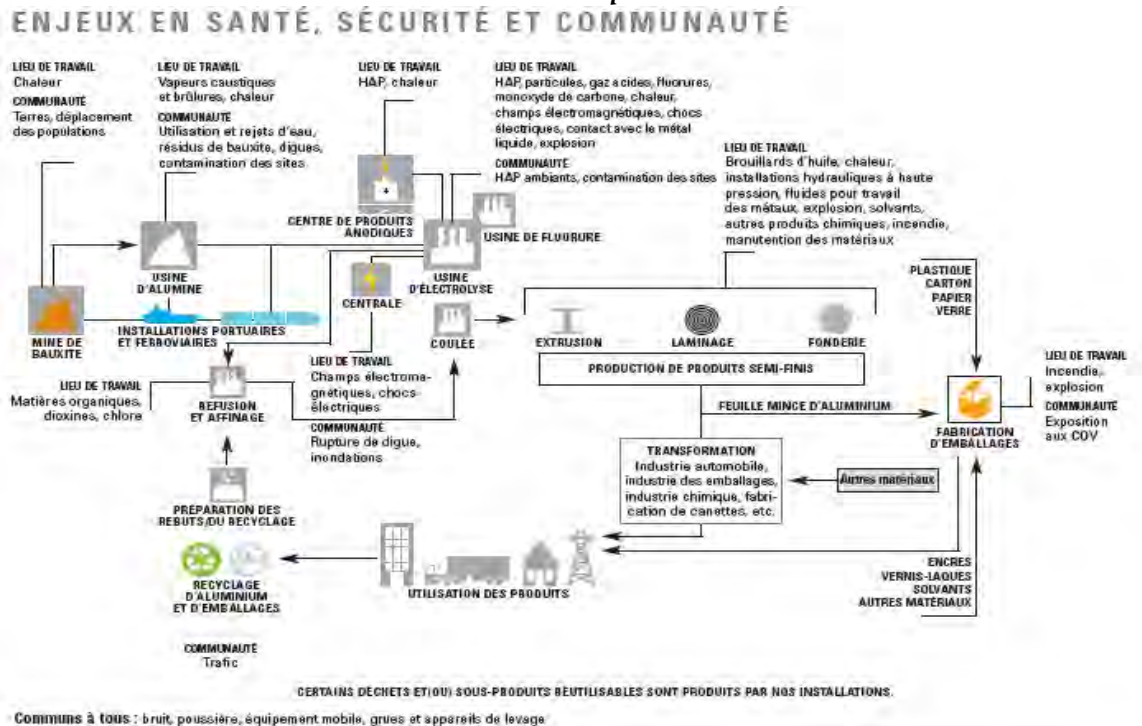 ENJEUX EN SANTÉ, SÉCURITÉ ET COMMUNAUTÉ
LIEU DE TRAVAIL
Chaleur
COMMUNAUTÉ
Terres, déplacement
des populations
LIEU DE TRAVAIL
Vapeurs caustiques
et brûlures, chaleur
COMMUNAUTÉ
Utilisation et rejets d'eau,
résidus de bauxite, digues,
contamination des sites
LIEU DE TRAVAIL
HAP, chaleur
LIEU DE TRAVAIL
HAP, particules, gaz acides, fluorures,
monoxyde de carbone, chaleur,
champs électromagnétiques, chocs
électriques, contact avec le métal
liquide, explosion
COMMUNAUTÉ
HAP ambiants, contamination des sites
LIEU DE TRAVAIL
Brouillards d'huile, chaleur,
installations hydrauliques à haute
pression, fluides pour travail
des métaux, explosion, solvants,
autres produits chimiques, incendie,
manutention des matériaux
CENTRE DE PRODUITS
ANODIQUES
USINE DE FLUORURE
USINE
D'ALUMINE
CENTRALE
USINE
D'ÉLECTROLYSE
PLASTIQUE
CARTON
PAPIER
VERRE
MINE DE
BAUXITE
INSTALLATIONS PORTUAIRES
ET FERROVIAIRES
COULÉE
EXTRUSION
LAMINAGE
FONDERIE
PRODUCTION DE PRODUITS SEMI-FINIS
LIEU DE TRAVAIL
Incendie,
explosion
COMMUNAUTÉ
Exposition
aux COV
LIEU DE TRAVAIL
Matières organiques,
dioxines, chlore
REFUSION
ET AFFINAGE
LIEU DE TRAVAIL
Champs électroma-
gnétiques, chocs
électriques
COMMUNAUTÉ
Rupture de digue,
inondations
FEUILLE MINCE D'ALUMINIUM
FABRICATION
D'EMBALLAGES
TRANSFORMATION
Industrie automobile,
industrie des emballages,
industrie chimique, fabri-
cation de canettes, etc.
Autres matériaux
PRÉPARATION DES
REBUTS/DU RECYCLAGE
RECYCLAGE
D'ALUMINIUM
ET D'EMBALLAGES
UTILISATION DES PRODUITS
ENCRES
VERNIS-LAQUES
SOLVANTS
AUTRES MATÉRIAUX
COMMUNAUTÉ
Trafic
CERTAINS DÉCHETS ET(OU) SOUS-PRODUITS RÉUTILISABLES SONT PRODUITS PAR NOS INSTALLATIONS.
Communs à tous : bruit, poussière, équipement mobile, grues et appareils de levage